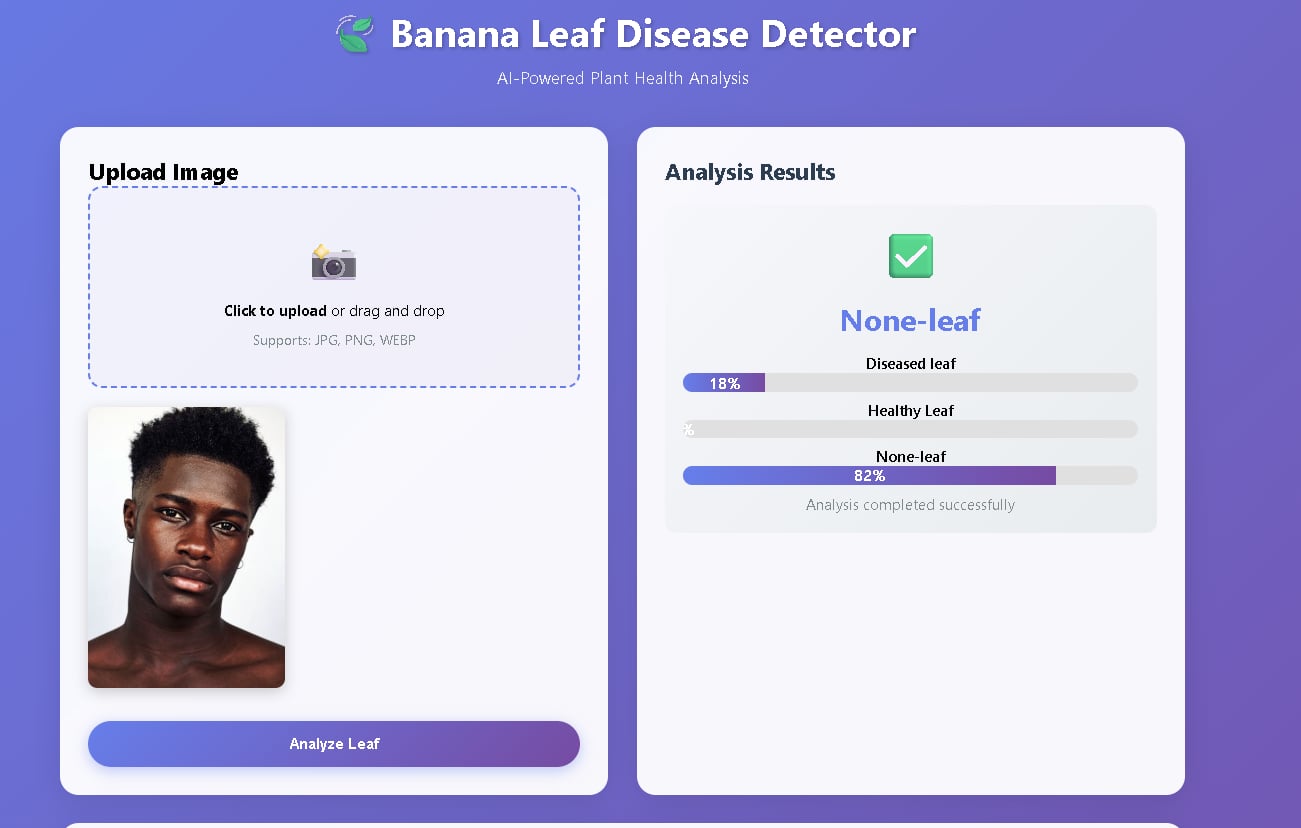 Banana Leaf Disease Detector
AI-Powered Plant Health Analysis
Upload Image
Click to upload or drag and drop
Supports: JPG, PNG, WEBP
Analyze Leaf
Analysis Results
None-leaf
Diseased leaf
18%
Healthy Leaf
%
None-leaf
82%
Analysis completed successfully